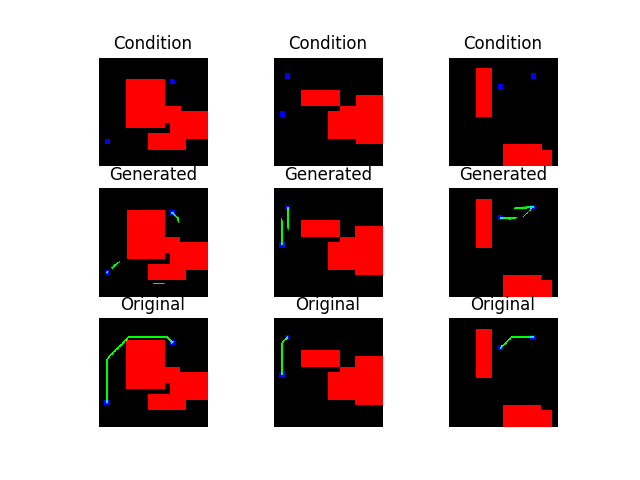 Condition Condition Condition
Generated Generated Generated
Original Original Original